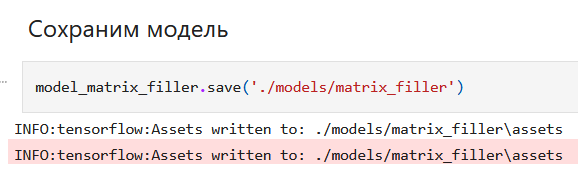 Сохраним модель
model_matrix_filler.save('./models/matrix_filler')
INFO:tensorflow:Assets written to: ./models/matrix_filler\assets
INFO:tensorflow:Assets written to: ./models/matrix_filler\assets